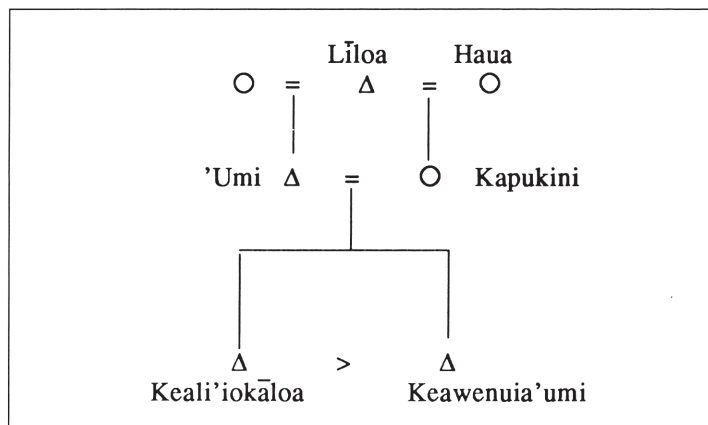 Līloa Haua
○ = Δ = ○
'Umi Δ = ○ Kapukini
Δ > Δ
Keali'iokāloa Keawenuia'umi